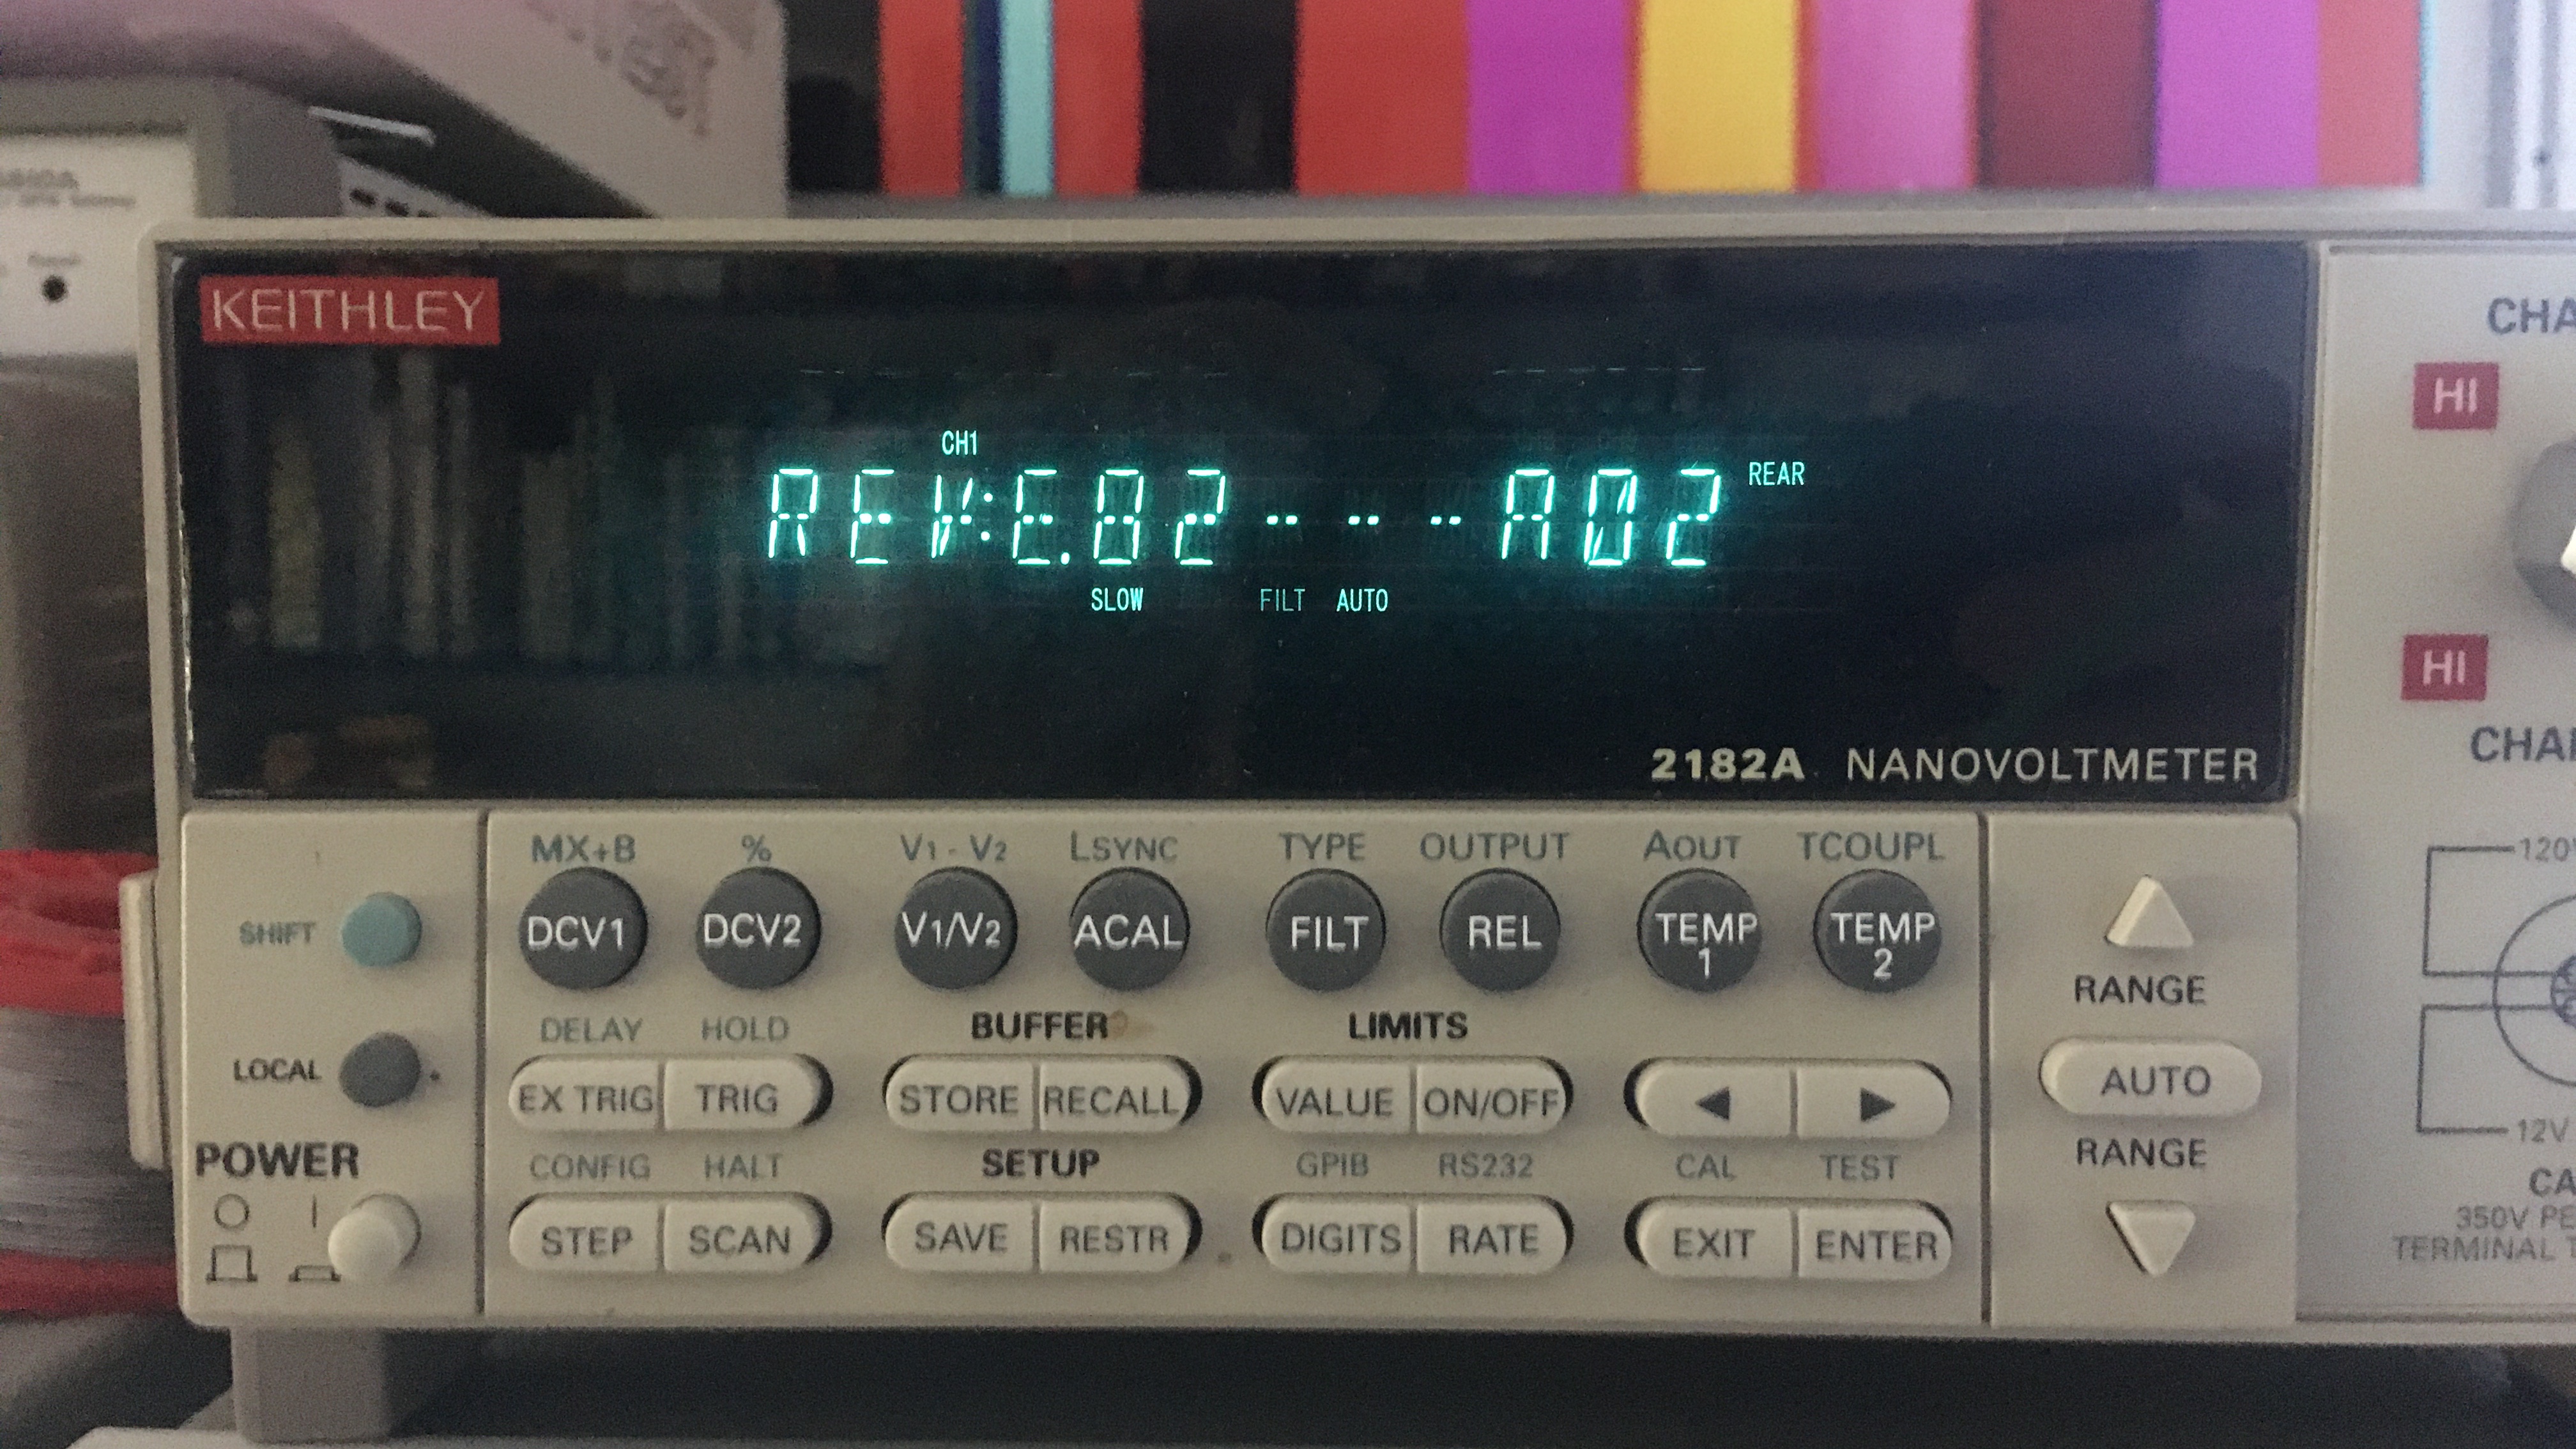 KEITHLEY
CH1
REV:E.82---A02
REAR
SLOW FILT AUTO
2182A NANOVOLTMETER
CHA
HI
HI
CHA
MX+B % V1 - V2 LSYNC TYPE OUTPUT AOUT TCOUPL
SHIFT DCV1 DCV2 V1/V2 ACAL FILT REL TEMP 1 TEMP 2
RANGE
DELAY HOLD BUFFER LIMITS
LOCAL EX TRIG TRIG STORE RECALL VALUE ON/OFF ◀ ▶ AUTO
POWER CONFIG HALT SETUP GPIB RS232 CAL TEST RANGE
STEP SCAN SAVE RESTR DIGITS RATE EXIT ENTER
120V
12V
CA
350V PE
TERMINAL T